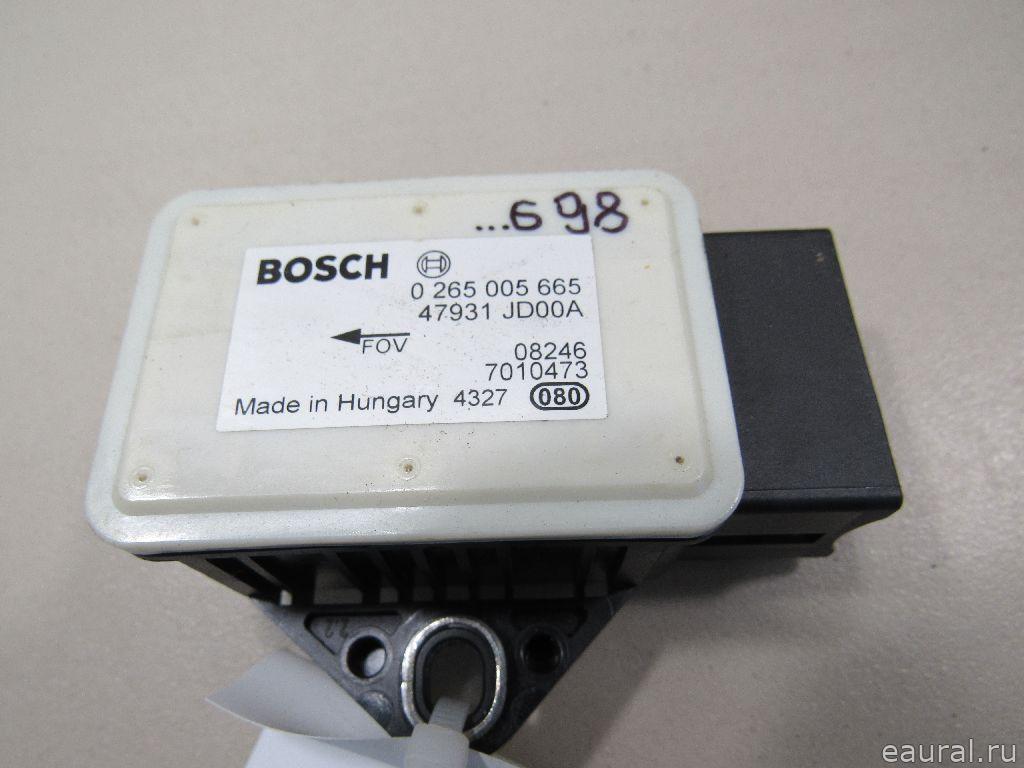 ...698
BOSCH
0 265 005 665
47931 JD00A
FOV
08246
7010473
Made in Hungary 4327 080
eaural.ru